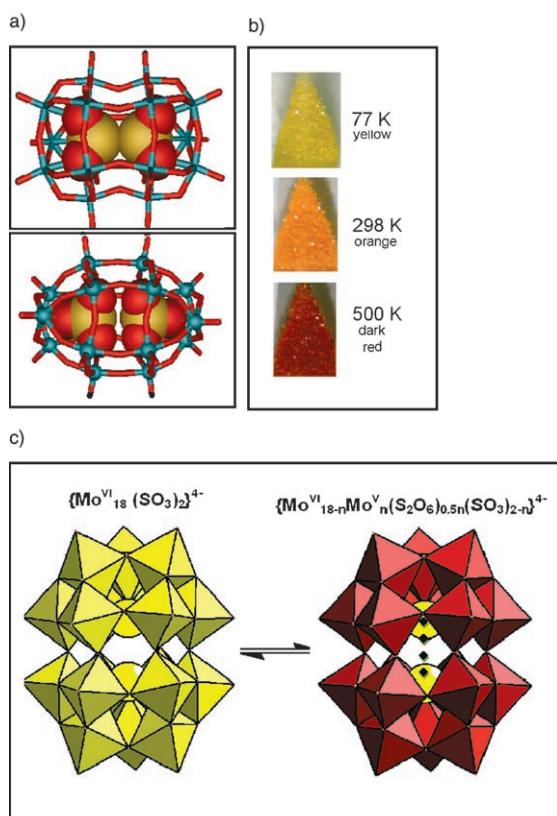 a)
b)
77 K
yellow
298 K
orange
500 K
dark
red
c)
{Mo^VI_18 (SO_3)_2}^4-
{Mo^VI_18-n Mo^V_n (S_2O_6)_0.5n (SO_3)_2-n}^4-